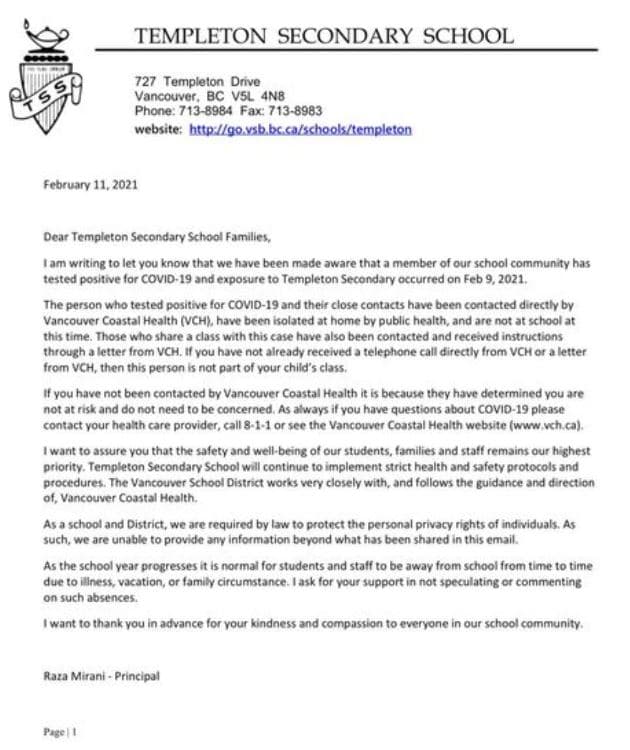 TEMPLETON SECONDARY SCHOOL
TSS
727 Templeton Drive
Vancouver, BC V5L 4N8
Phone: 713-8984 Fax: 713-8983
website: http://go.vsb.bc.ca/schools/templeton
February 11, 2021
Dear Templeton Secondary School Families,
I am writing to let you know that we have been made aware that a member of our school community has
tested positive for COVID-19 and exposure to Templeton Secondary occurred on Feb 9, 2021.
The person who tested positive for COVID-19 and their close contacts have been contacted directly by
Vancouver Coastal Health (VCH), have been isolated at home by public health, and are not at school at
this time. Those who share a class with this case have also been contacted and received instructions
through a letter from VCH. If you have not already received a telephone call directly from VCH or a letter
from VCH, then this person is not part of your child's class.
If you have not been contacted by Vancouver Coastal Health it is because they have determined you are
not at risk and do not need to be concerned. As always if you have questions about COVID-19 please
contact your health care provider, call 8-1-1 or see the Vancouver Coastal Health website (www.vch.ca).
I want to assure you that the safety and well-being of our students, families and staff remains our highest
priority. Templeton Secondary School will continue to implement strict health and safety protocols and
procedures. The Vancouver School District works very closely with, and follows the guidance and direction
of, Vancouver Coastal Health.
As a school and District, we are required by law to protect the personal privacy rights of individuals. As
such, we are unable to provide any information beyond what has been shared in this email.
As the school year progresses it is normal for students and staff to be away from school from time to time
due to illness, vacation, or family circumstance. I ask for your support in not speculating or commenting
on such absences.
I want to thank you in advance for your kindness and compassion to everyone in our school community.
Raza Mirani - Principal
Page | 1